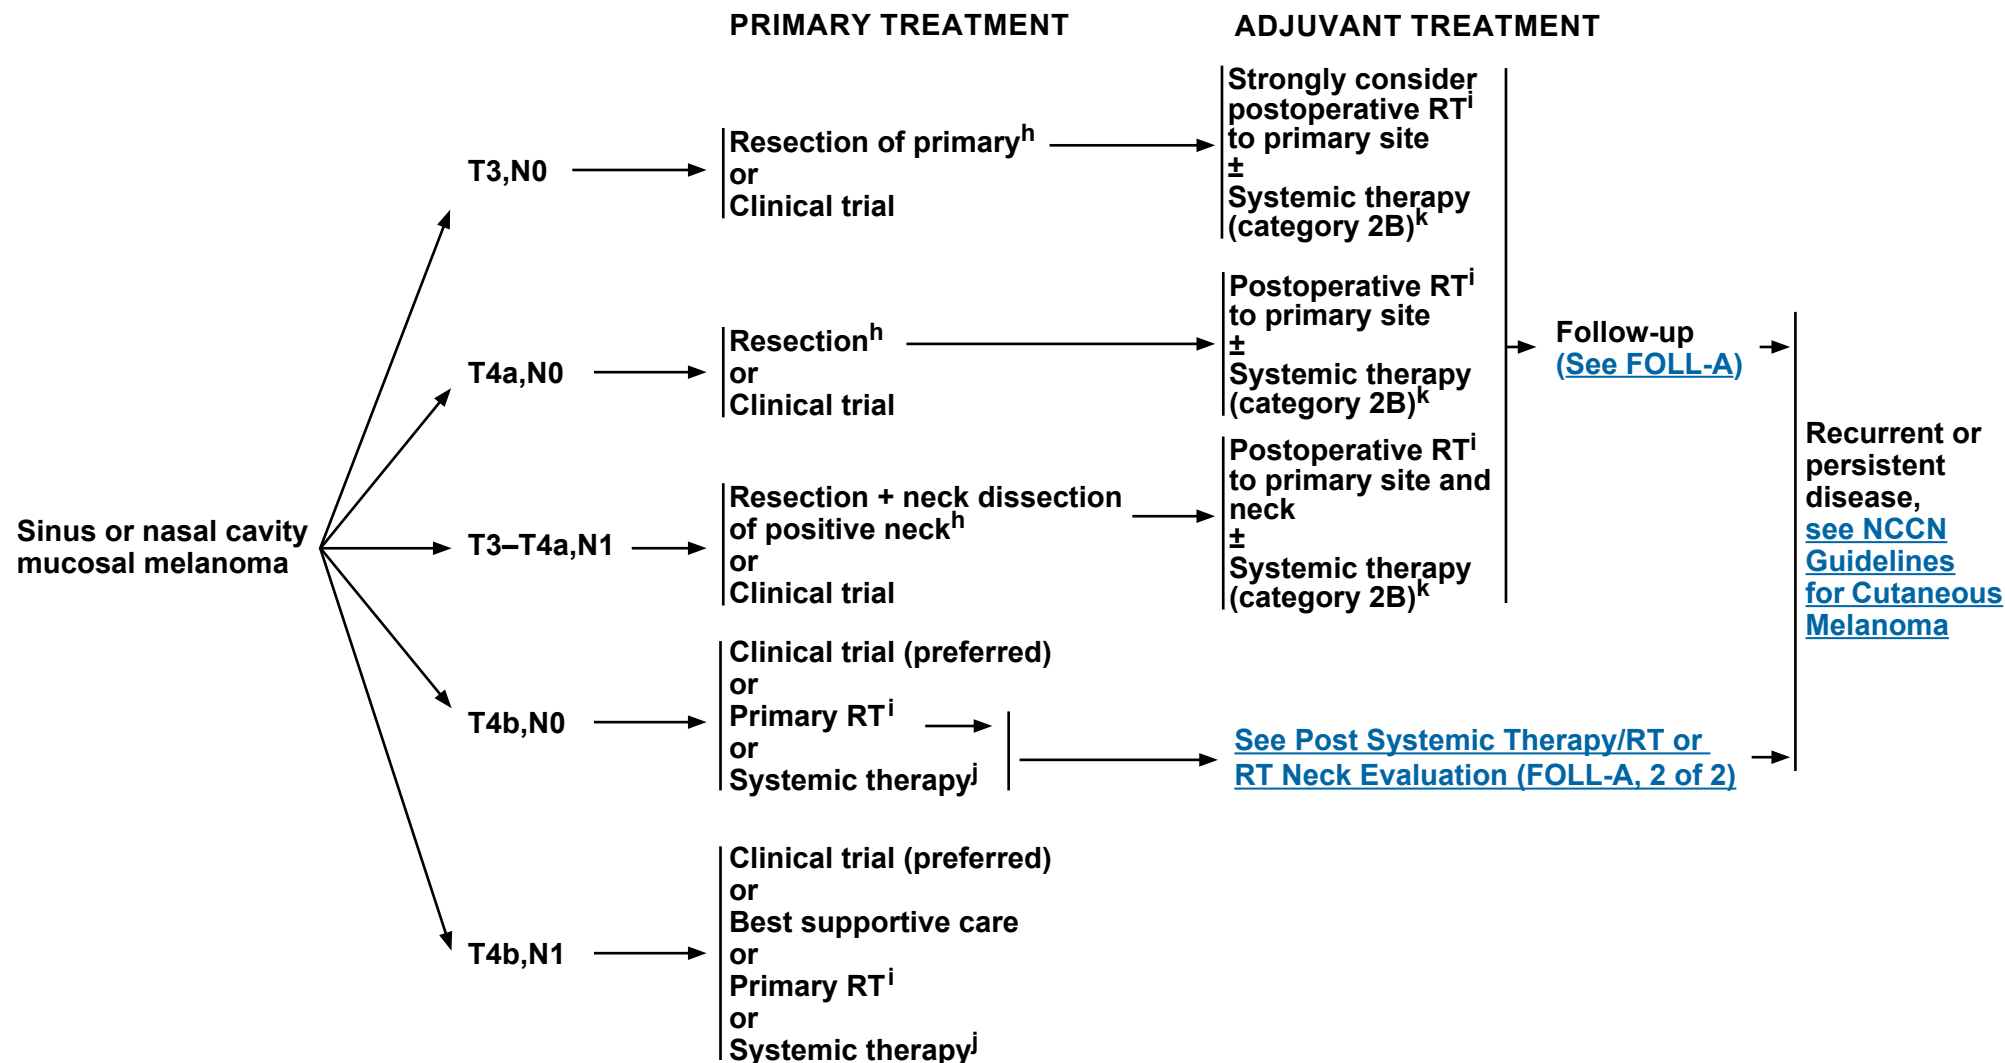 PRIMARY TREATMENT
ADJUVANT TREATMENT
Sinus or nasal cavity
mucosal melanoma
T3,N0
Resection of primaryʰ
or
Clinical trial
Strongly consider
postoperative RTⁱ
to primary site
±
Systemic therapy
(category 2B)ᵏ
T4a,N0
Resectionʰ
or
Clinical trial
Postoperative RTⁱ
to primary site
±
Systemic therapy
(category 2B)ᵏ
T3–T4a,N1
Resection + neck dissection
of positive neckʰ
or
Clinical trial
Postoperative RTⁱ
to primary site and
neck
±
Systemic therapy
(category 2B)ᵏ
Follow-up
(See FOLL-A)
T4b,N0
Clinical trial (preferred)
or
Primary RTⁱ
or
Systemic therapyʲ
See Post Systemic Therapy/RT or
RT Neck Evaluation (FOLL-A, 2 of 2)
T4b,N1
Clinical trial (preferred)
or
Best supportive care
or
Primary RTⁱ
or
Systemic therapyʲ
Recurrent or
persistent
disease,
see NCCN
Guidelines
for Cutaneous
Melanoma